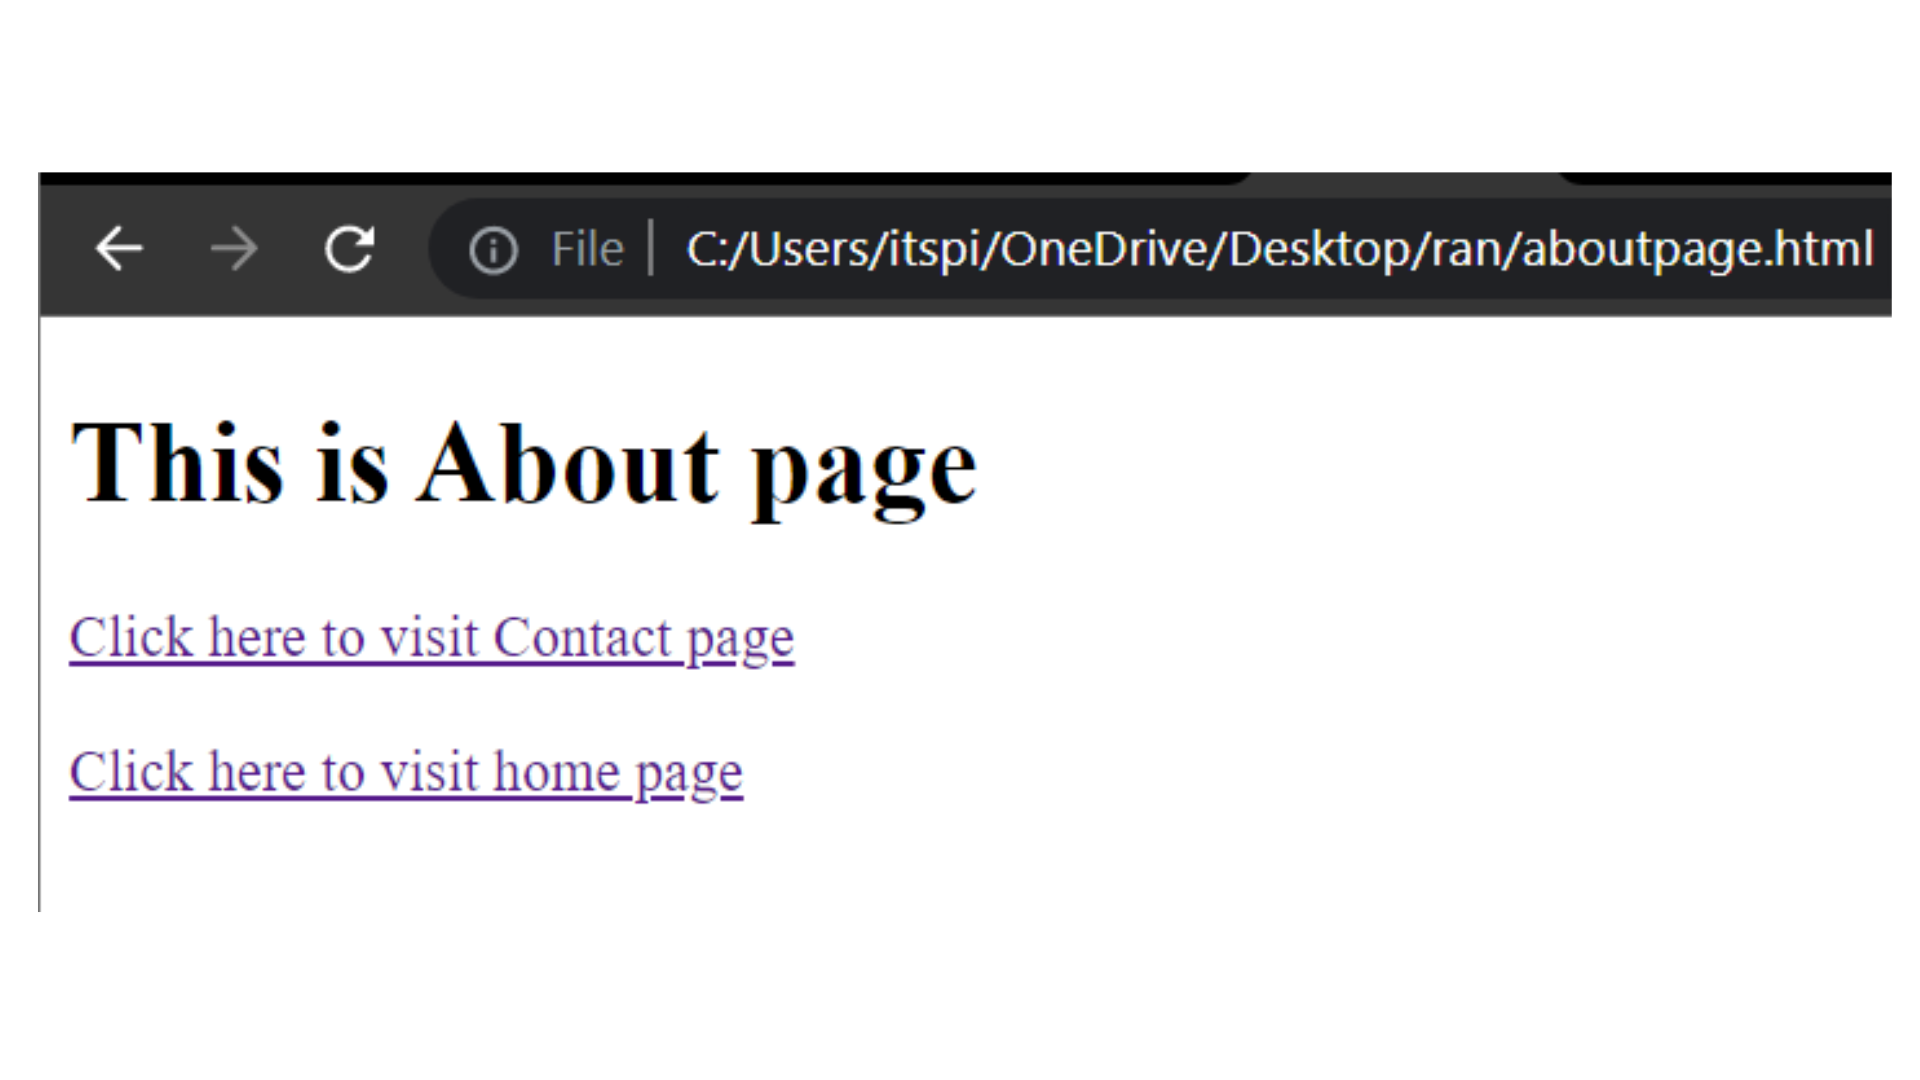 File | C:/Users/itspi/OneDrive/Desktop/ran/aboutpage.html
This is About page
Click here to visit Contact page
Click here to visit home page